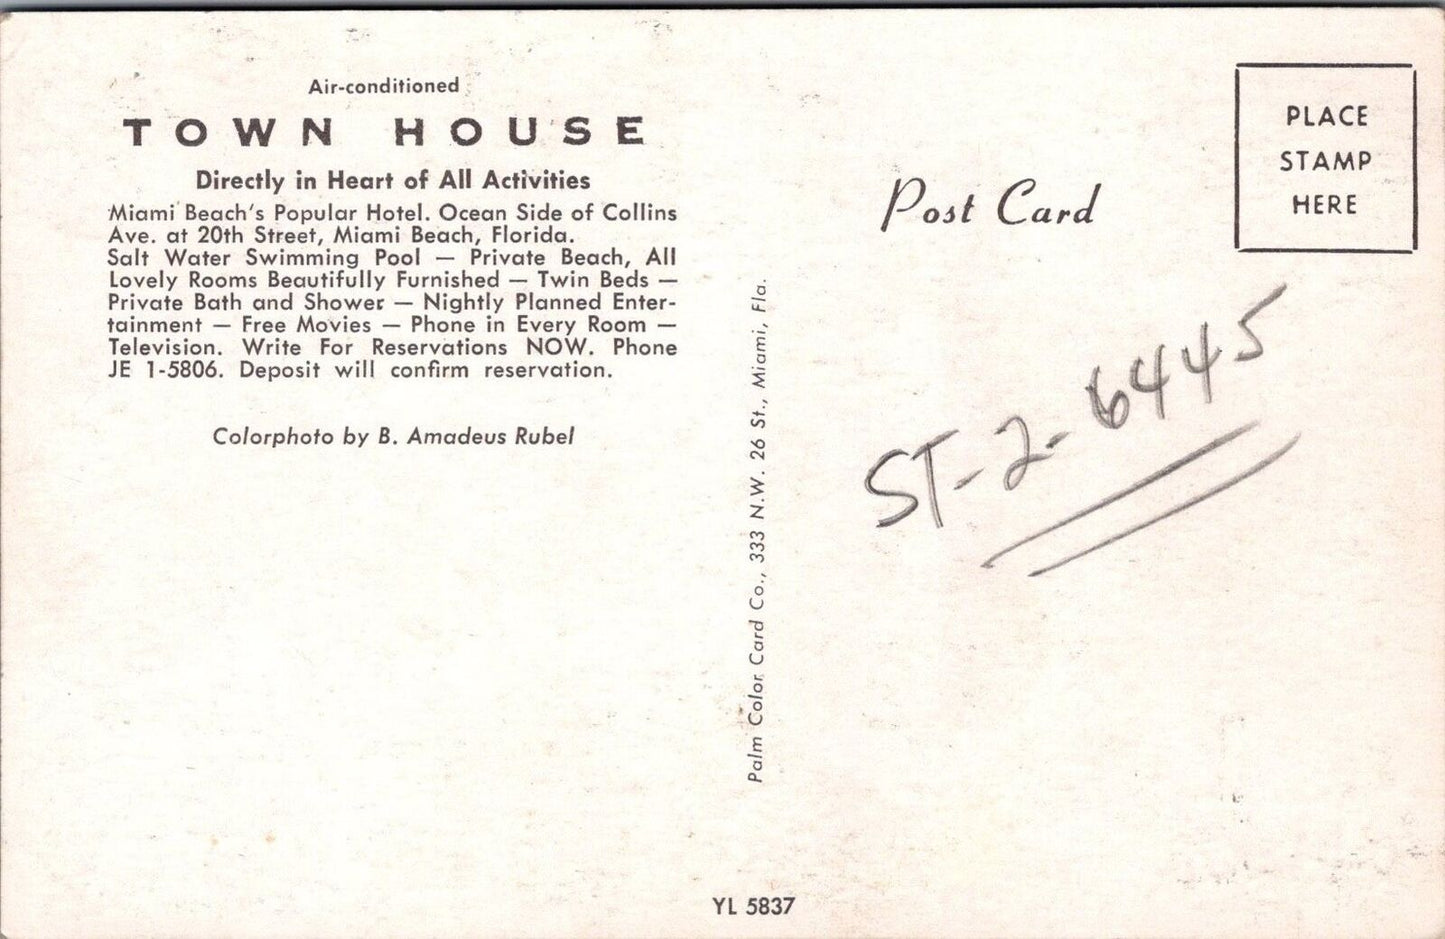 Air-conditioned
TOWN HOUSE
Directly in Heart of All Activities
Miami Beach's Popular Hotel. Ocean Side of Collins
Ave. at 20th Street, Miami Beach, Florida.
Salt Water Swimming Pool — Private Beach, All
Lovely Rooms Beautifully Furnished — Twin Beds —
Private Bath and Shower — Nightly Planned Enter-
tainment — Free Movies — Phone in Every Room —
Television. Write For Reservations NOW. Phone
JE 1-5806. Deposit will confirm reservation.
Colorphoto by B. Amadeus Rubel
Palm Color Card Co., 333 N.W. 26 St., Miami, Fla.
YL 5837
Post Card
PLACE
STAMP
HERE
ST-2-6445